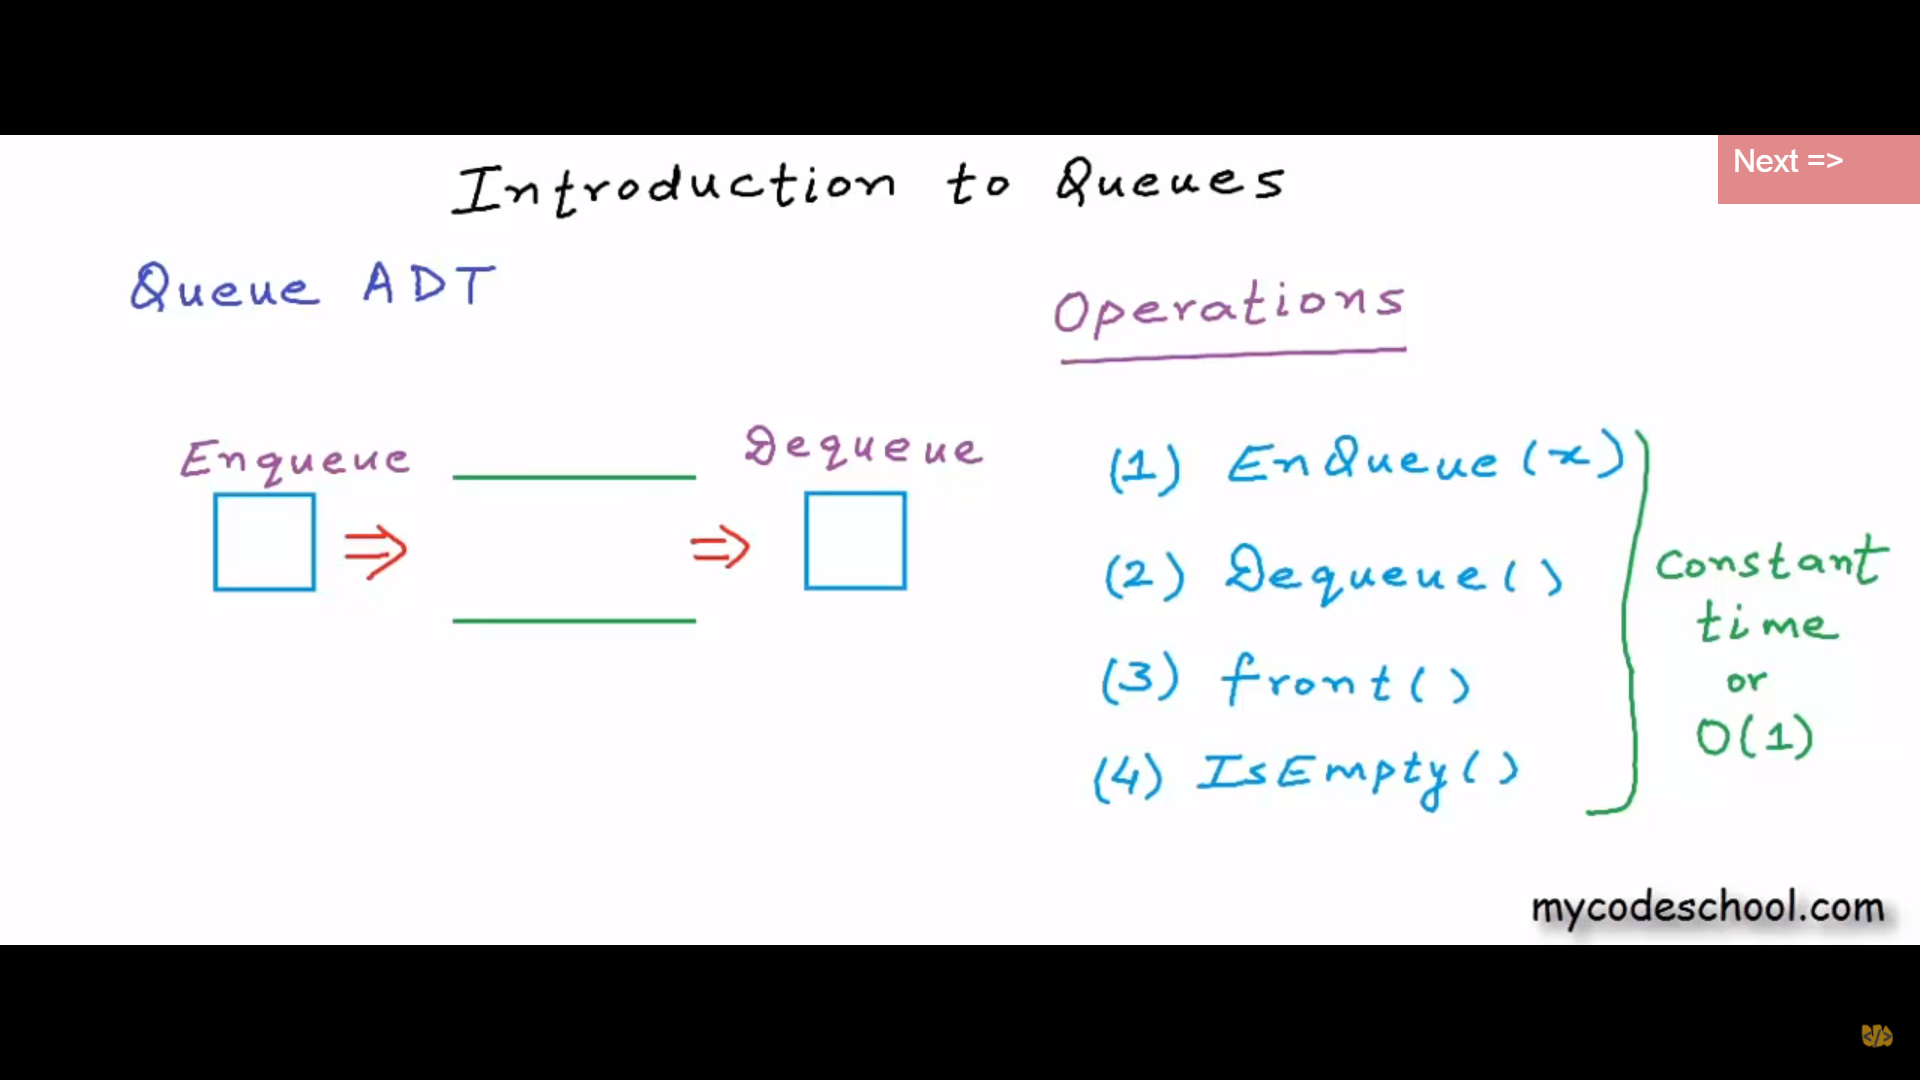 Next =>
Introduction to Queues
Queue ADT
Operations
Enqueue
Dequeue
(1) EnQueue(x)
(2) Dequeue()
(3) front()
(4) IsEmpty()
constant
time
or
O(1)
mycodeschool.com